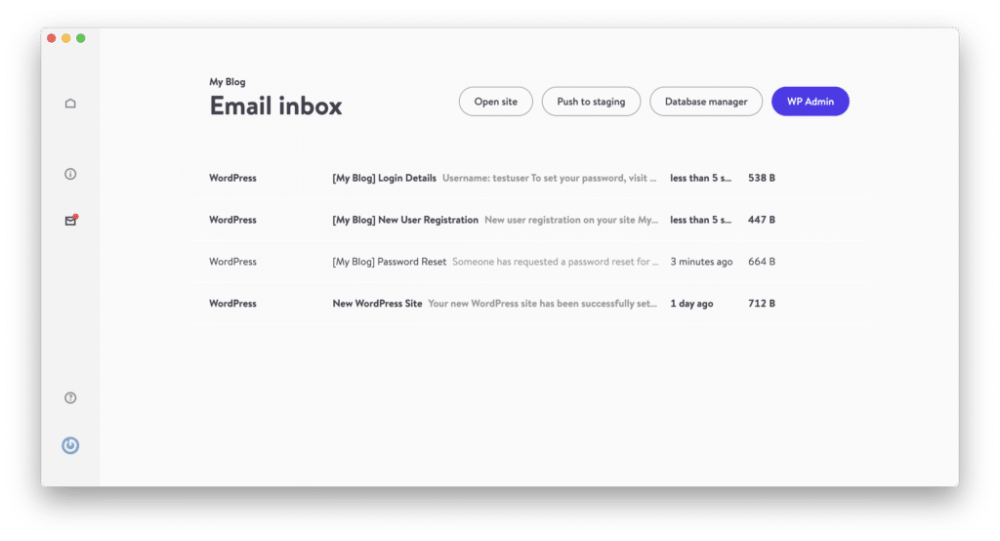 My Blog
Email inbox
Open site
Push to staging
Database manager
WP Admin
WordPress [My Blog] Login Details Username: testuser To set your password, visit ... less than 5 s... 538 B
WordPress [My Blog] New User Registration New user registration on your site My... less than 5 s... 447 B
WordPress [My Blog] Password Reset Someone has requested a password reset for ... 3 minutes ago 664 B
WordPress New WordPress Site Your new WordPress site has been successfully set... 1 day ago 712 B